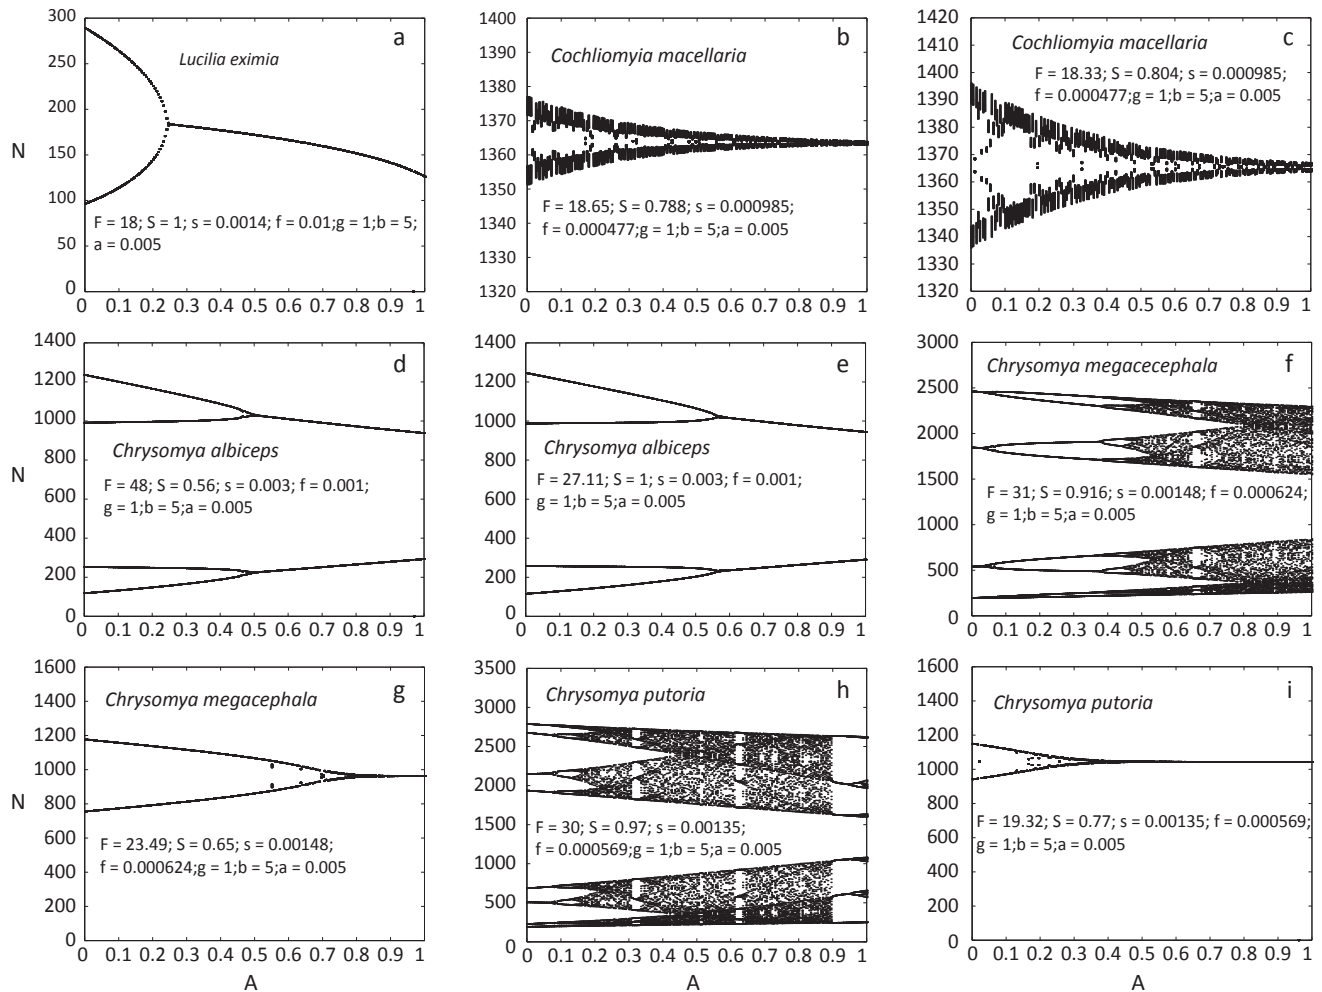 300
250
200
150
100
50
0
N
a
Lucilia eximia
F = 18; S = 1; s = 0.0014; f = 0.01;g = 1;b = 5;
a = 0.005
0 0.1 0.2 0.3 0.4 0.5 0.6 0.7 0.8 0.9 1
1400
1390
1380
1370
1360
1350
1340
1330
1320
b
Cochliomyia macellaria
F = 18.65; S = 0.788; s = 0.000985;
f = 0.000477;g = 1;b = 5;a = 0.005
0 0.1 0.2 0.3 0.4 0.5 0.6 0.7 0.8 0.9 1
1420
1410
1400
1390
1380
1370
1360
1350
1340
1330
1320
c
Cochliomyia macellaria
F = 18.33; S = 0.804; s = 0.000985;
f = 0.000477;g = 1;b = 5;a = 0.005
0 0.1 0.2 0.3 0.4 0.5 0.6 0.7 0.8 0.9 1
1400
1200
1000
800
600
400
200
0
N
d
Chrysomya albiceps
F = 48; S = 0.56; s = 0.003; f = 0.001;
g = 1;b = 5;a = 0.005
0 0.1 0.2 0.3 0.4 0.5 0.6 0.7 0.8 0.9 1
1400
1200
1000
800
600
400
200
0
e
Chrysomya albiceps
F = 27.11; S = 1; s = 0.003; f = 0.001;
g = 1;b = 5;a = 0.005
0 0.1 0.2 0.3 0.4 0.5 0.6 0.7 0.8 0.9 1
3000
2500
2000
1500
1000
500
0
f
Chrysomya megacecephala
F = 31; S = 0.916; s = 0.00148; f = 0.000624;
g = 1;b = 5;a = 0.005
0 0.1 0.2 0.3 0.4 0.5 0.6 0.7 0.8 0.9 1
1600
1400
1200
1000
800
600
400
200
0
N
g
Chrysomya megacephala
F = 23.49; S = 0.65; s = 0.00148;
f = 0.000624;g = 1;b = 5;a = 0.005
0 0.1 0.2 0.3 0.4 0.5 0.6 0.7 0.8 0.9 1
A
3500
3000
2500
2000
1500
1000
500
0
h
Chrysomya putoria
F = 30; S = 0.97; s = 0.00135;
f = 0.000569;g = 1;b = 5;a = 0.005
0 0.1 0.2 0.3 0.4 0.5 0.6 0.7 0.8 0.9 1
A
1600
1400
1200
1000
800
600
400
200
0
i
Chrysomya putoria
F = 19.32; S = 0.77; s = 0.00135; f = 0.000569;
g = 1;b = 5;a = 0.005
0 0.1 0.2 0.3 0.4 0.5 0.6 0.7 0.8 0.9 1
A